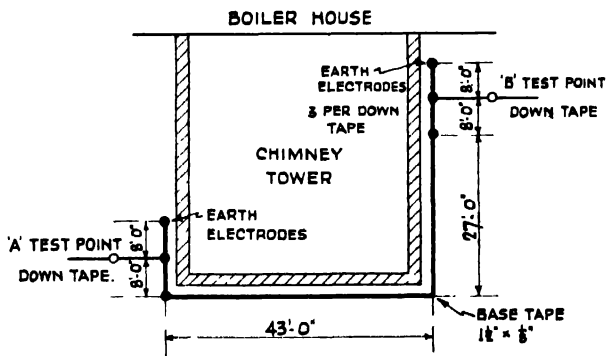 BOILER HOUSE
EARTH
ELECTRODES
3 PER DOWN
TAPE
8'-0"
8'-0"
'B' TEST POINT
DOWN TAPE
CHIMNEY
TOWER
27'-0"
EARTH
ELECTRODES
8'-0"
8'-0"
'A' TEST POINT
DOWN TAPE.
43'-0"
BASE TAPE
1½" × ⅛"